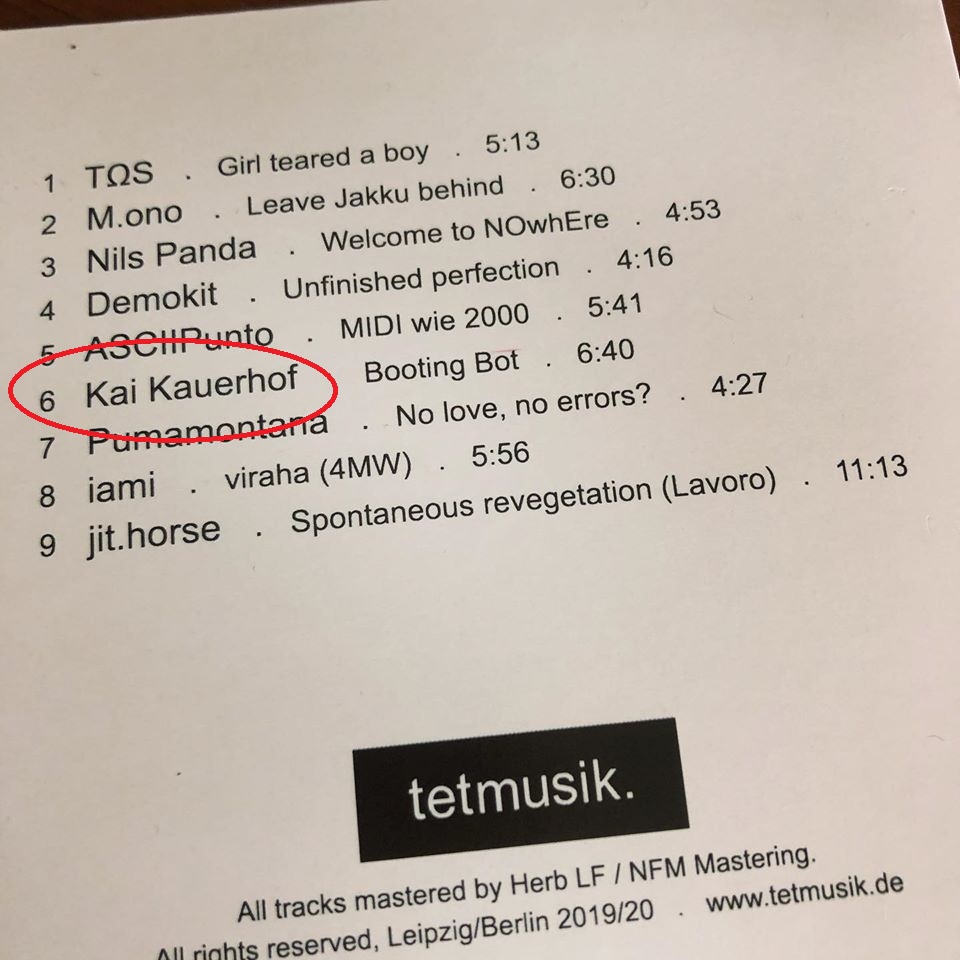 1 TΩS . Girl teared a boy . 5:13
2 M.ono . Leave Jakku behind . 6:30
3 Nils Panda . Welcome to NOwhEre . 4:53
4 Demokit . Unfinished perfection . 4:16
5 ASCIIPunto . MIDI wie 2000 . 5:41
6 Kai Kauerhof Booting Bot . 6:40
7 Pumamontana . No love, no errors? . 4:27
8 iami . viraha (4MW) . 5:56
9 jit.horse . Spontaneous revegetation (Lavoro) . 11:13
tetmusik.
All tracks mastered by Herb LF / NFM Mastering.
All rights reserved, Leipzig/Berlin 2019/20 . www.tetmusik.de